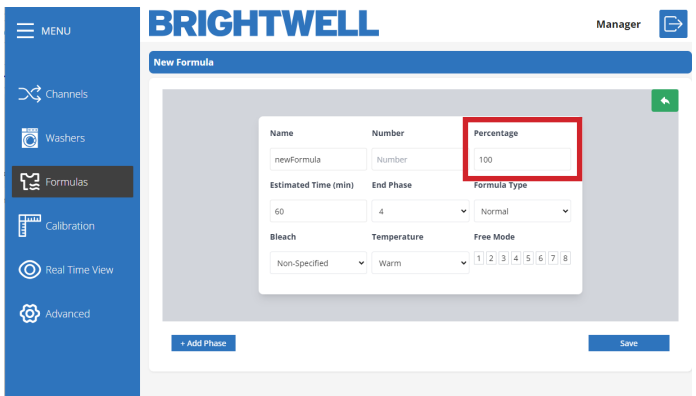 MENU
BRIGHTWELL
Manager
New Formula
Channels
Washers
Formulas
Calibration
Real Time View
Advanced
Name Number Percentage
newFormula Number 100
Estimated Time (min) End Phase Formula Type
60 4 Normal
Bleach Temperature Free Mode
Non-Specified Warm 1 2 3 4 5 6 7 8
+ Add Phase Save